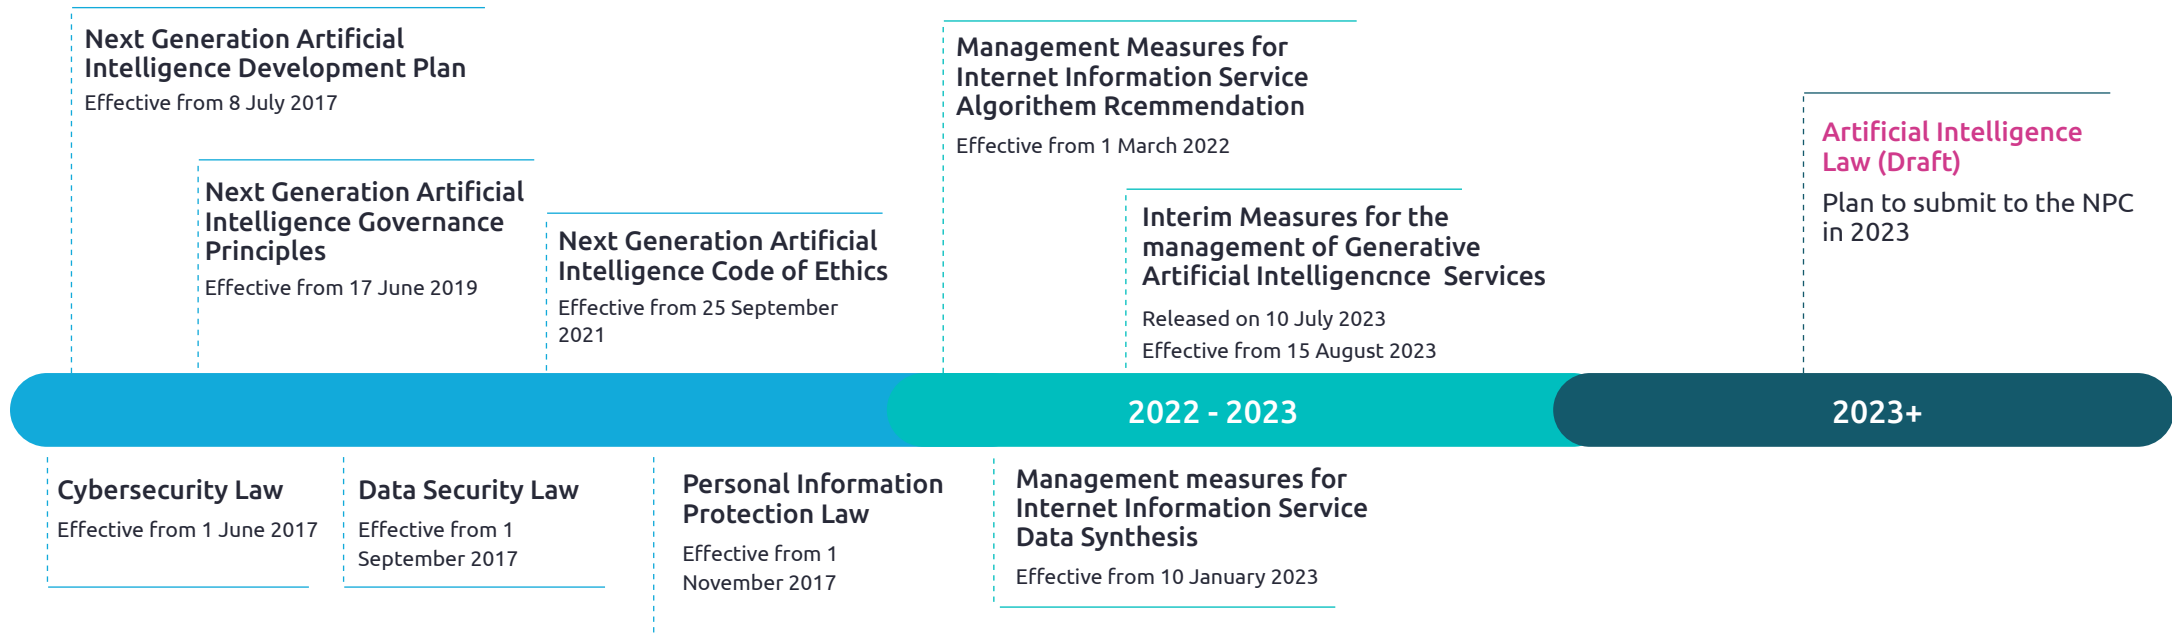 Next Generation Artificial
Intelligence Development Plan
Effective from 8 July 2017
Next Generation Artificial
Intelligence Governance
Principles
Effective from 17 June 2019
Next Generation Artificial
Intelligence Code of Ethics
Effective from 25 September
2021
Management Measures for
Internet Information Service
Algorithem Rcemmendation
Effective from 1 March 2022
Interim Measures for the
management of Generative
Artificial Intelligencnce Services
Released on 10 July 2023
Effective from 15 August 2023
Artificial Intelligence
Law (Draft)
Plan to submit to the NPC
in 2023
2022 - 2023
2023+
Cybersecurity Law
Effective from 1 June 2017
Data Security Law
Effective from 1
September 2017
Personal Information
Protection Law
Effective from 1
November 2017
Management measures for
Internet Information Service
Data Synthesis
Effective from 10 January 2023